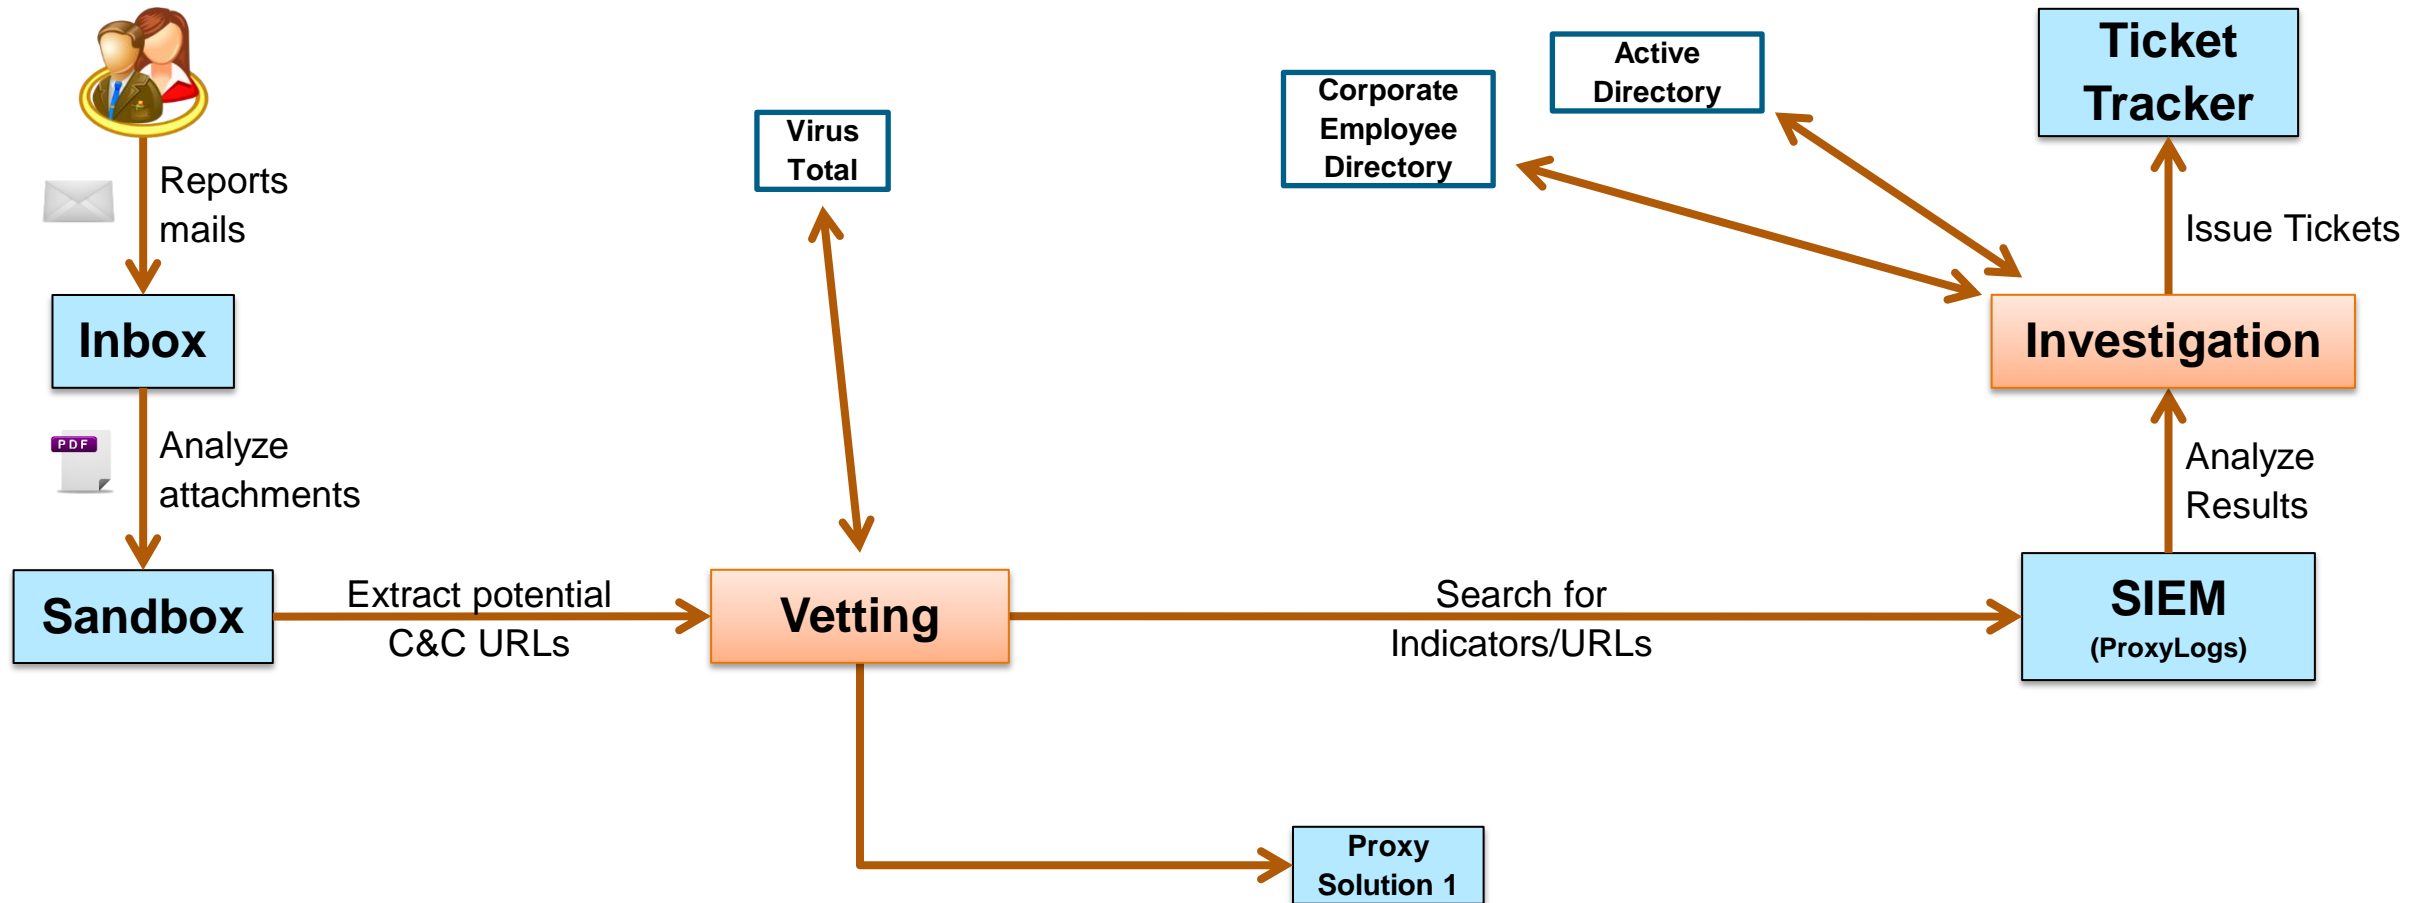 Reports
mails
Inbox
PDF
Analyze
attachments
Sandbox
Extract potential
C&C URLs
Virus
Total
Vetting
Search for
Indicators/URLs
Proxy
Solution 1
Corporate
Employee
Directory
Active
Directory
Ticket
Tracker
Issue Tickets
Investigation
Analyze
Results
SIEM
(ProxyLogs)